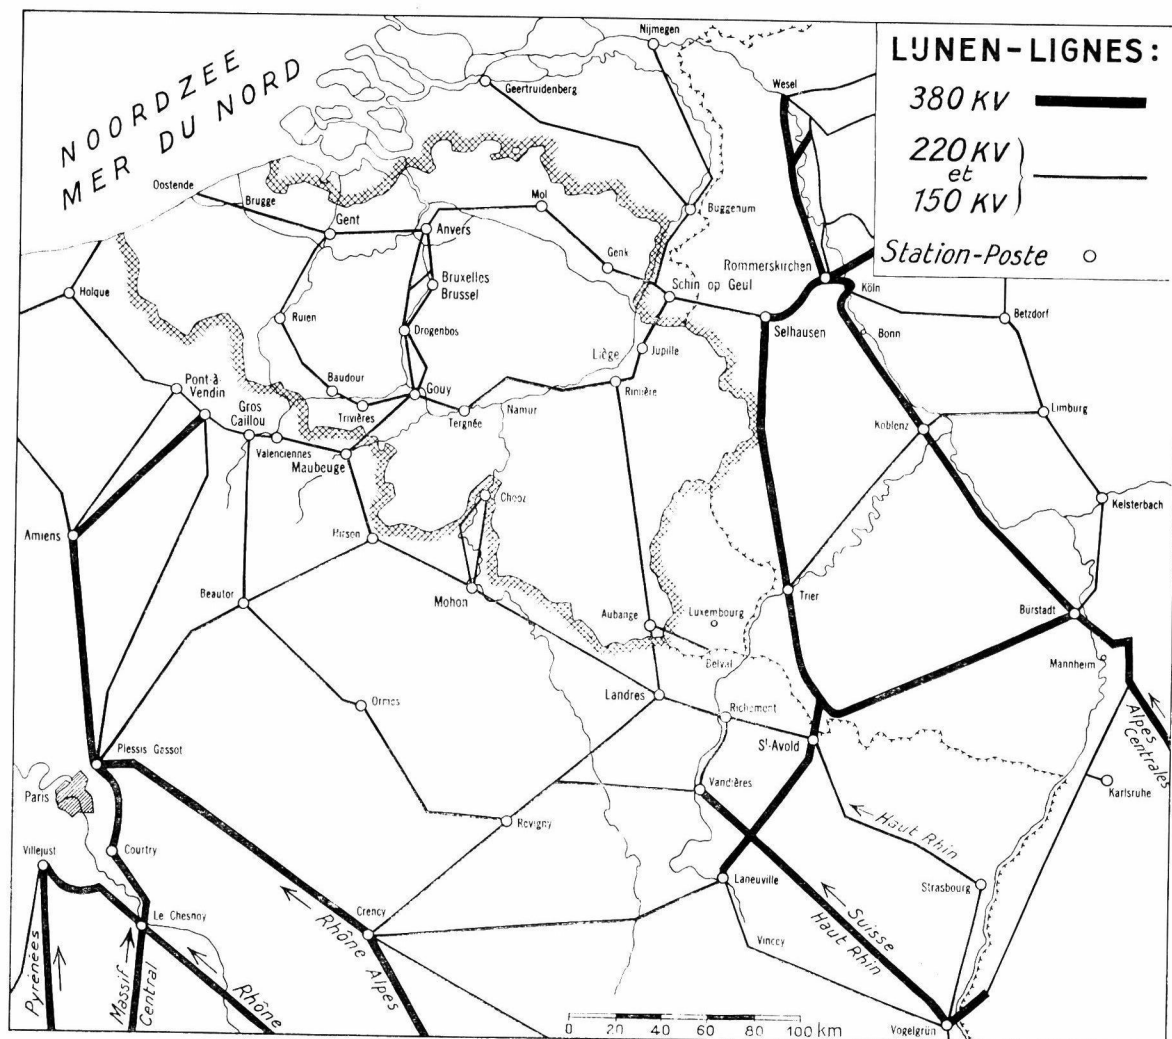 NOORDZEE
MER DU NORD
LIJNEN-LIGNES:
380 KV
220 KV
et
150 KV
Station-Poste
Nijmegen
Geertruidenberg
Wesel
Oostende
Brugge
Gent
Anvers
Mol
Buggenum
Genk
Bruxelles
Brussel
Schin op Geul
Rommerskirchen
Köln
Holque
Ruien
Drogenbos
Selhausen
Bonn
Betzdorf
Liège
Jupille
Pont-à-
Vendin
Baudour
Gouy
Rimière
Gros
Caillou
Trivières
Tergnée
Namur
Koblenz
Limburg
Valenciennes
Maubeuge
Chooz
Kelsterbach
Amiens
Hirson
Mohon
Beautor
Aubange
Luxembourg
Trier
Bürstadt
Belval
Mannheim
Landres
Ormes
Richemont
St-Avold
Alpes
Centrales
Plessis Gassot
Paris
Vandières
Karlsruhe
Revigny
Haut Rhin
Villejust
Courtry
Laneuville
Strasbourg
Le Chesnoy
Crency
Suisse
Haut Rhin
Vincey
Pyrénées
Massif
Central
Rhône
Rhône Alpes
Vogelgrün
0 20 40 60 80 100 km